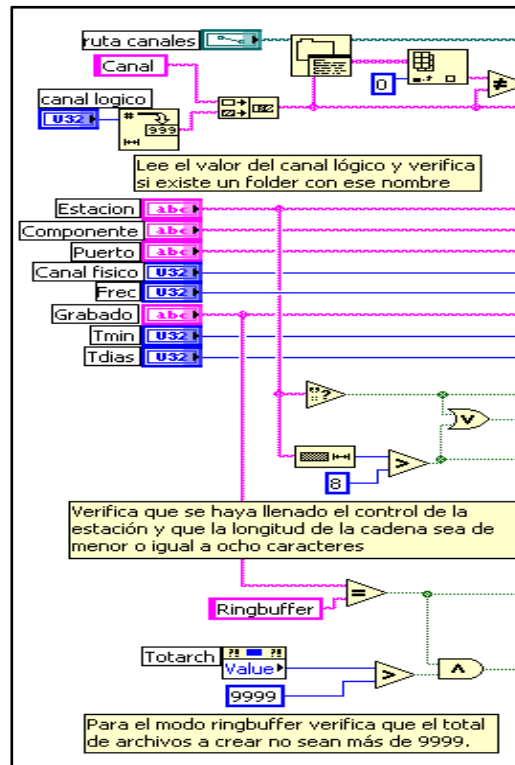 ruta canales
Canal
0
canal logico
U32
# 999
Lee el valor del canal lógico y verifica
si existe un folder con ese nombre
Estacion abc
Componente abc
Puerto abc
Canal fisico U32
Frec U32
Grabado abc
Tmin U32
Tdias U32
8
Verifica que se haya llenado el control de la
estación y que la longitud de la cadena sea de
menor o igual a ocho caracteres
Ringbuffer
Totarch
Value
9999
Para el modo ringbuffer verifica que el total
de archivos a crear no sean más de 9999.